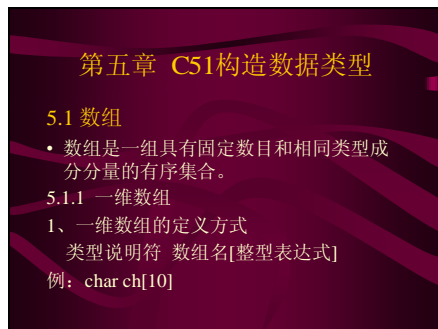 第五章 C51构造数据类型
5.1 数组
• 数组是一组具有固定数目和相同类型成
分分量的有序集合。
5.1.1 一维数组
1、一维数组的定义方式
类型说明符 数组名[整型表达式]
例：char ch[10]